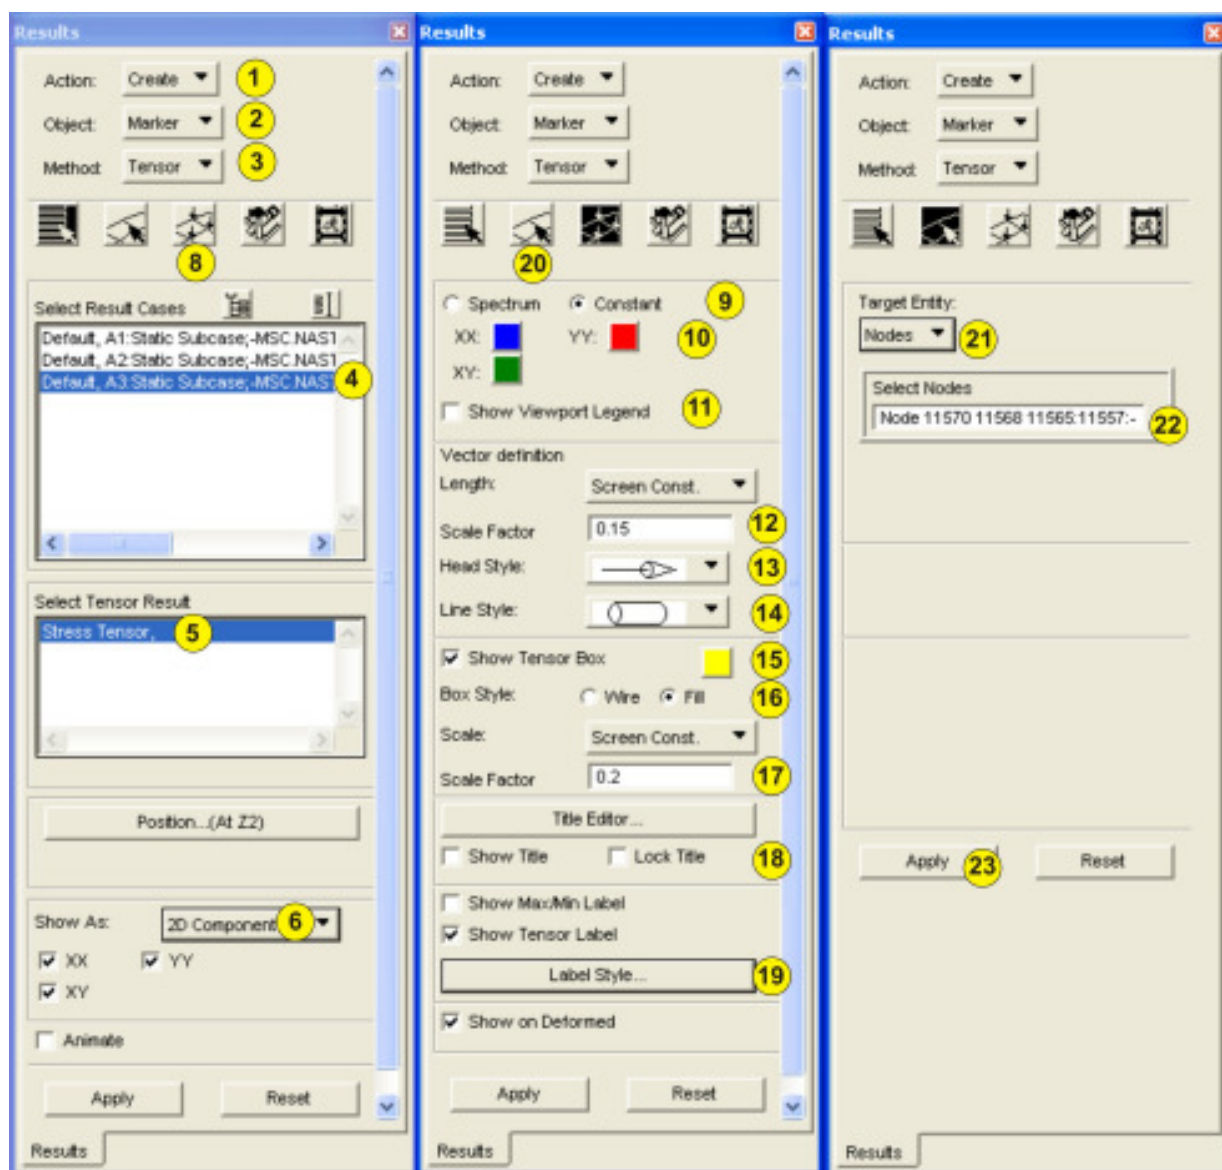 Results
Action: Create 1
Object: Marker 2
Method: Tensor 3
8
Select Result Cases
Default, A1:Static Subcase;-MSC.NAST
Default, A2:Static Subcase;-MSC.NAST
Default, A3:Static Subcase;-MSC.NAST 4
Select Tensor Result
Stress Tensor, 5
Position...(At Z2)
Show As: 2D Component 6
XX YY
XY
Animate
Apply Reset
Results
Results
Action: Create
Object: Marker
Method: Tensor
20
Spectrum Constant 9
XX: YY: 10
XY:
Show Viewport Legend 11
Vector definition
Length: Screen Const.
Scale Factor 0.15 12
Head Style: 13
Line Style: 14
Show Tensor Box 15
Box Style: Wire Fill 16
Scale: Screen Const.
Scale Factor 0.2 17
Title Editor...
Show Title Lock Title 18
Show Max/Min Label
Show Tensor Label
Label Style... 19
Show on Deformed
Apply Reset
Results
Results
Action: Create
Object: Marker
Method: Tensor
Target Entity:
Nodes 21
Select Nodes
Node 11570 11568 11565:11557:- 22
Apply 23 Reset
Results